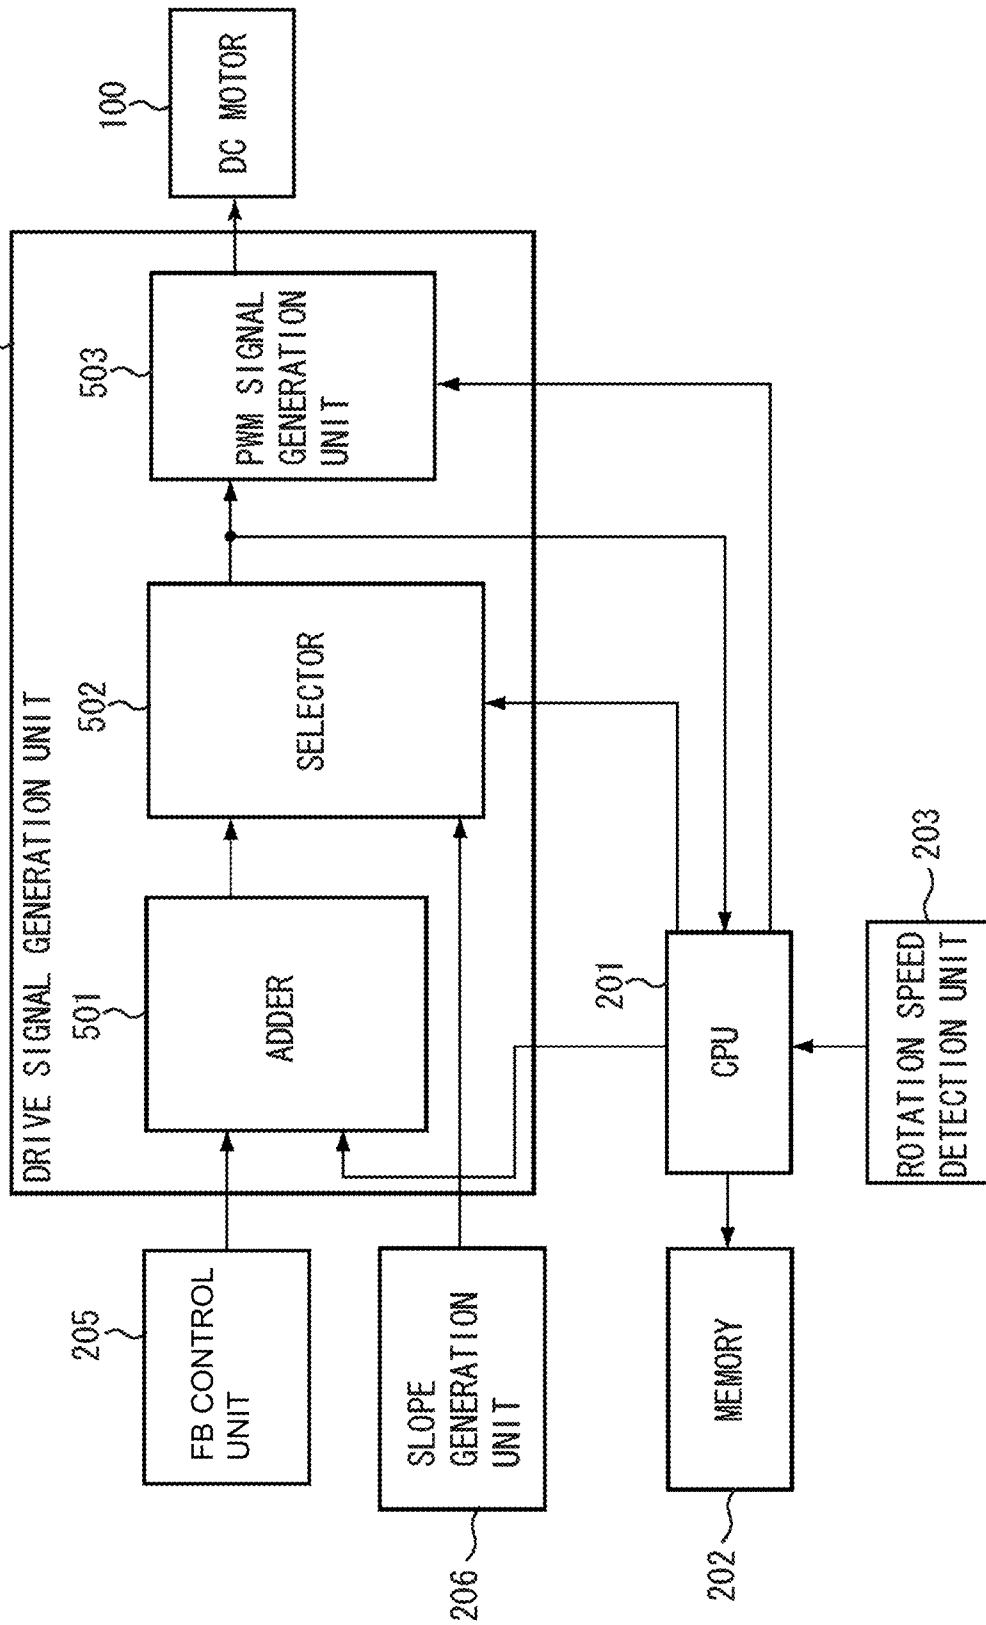 DRIVE SIGNAL GENERATION UNIT
205
FB CONTROL
UNIT
501
ADDER
502
SELECTOR
503
PWM SIGNAL
GENERATION
UNIT
100
DC MOTOR
206
SLOPE
GENERATION
UNIT
201
CPU
202
MEMORY
203
ROTATION SPEED
DETECTION UNIT